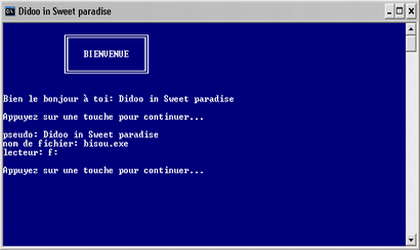 Didoo in Sweet paradise
BIENVENUE
Bien le bonjour à toi: Didoo in Sweet paradise
Appuyez sur une touche pour continuer...
pseudo: Didoo in Sweet paradise
nom de fichier: bisou.exe
lecteur: f:
Appuyez sur une touche pour continuer...